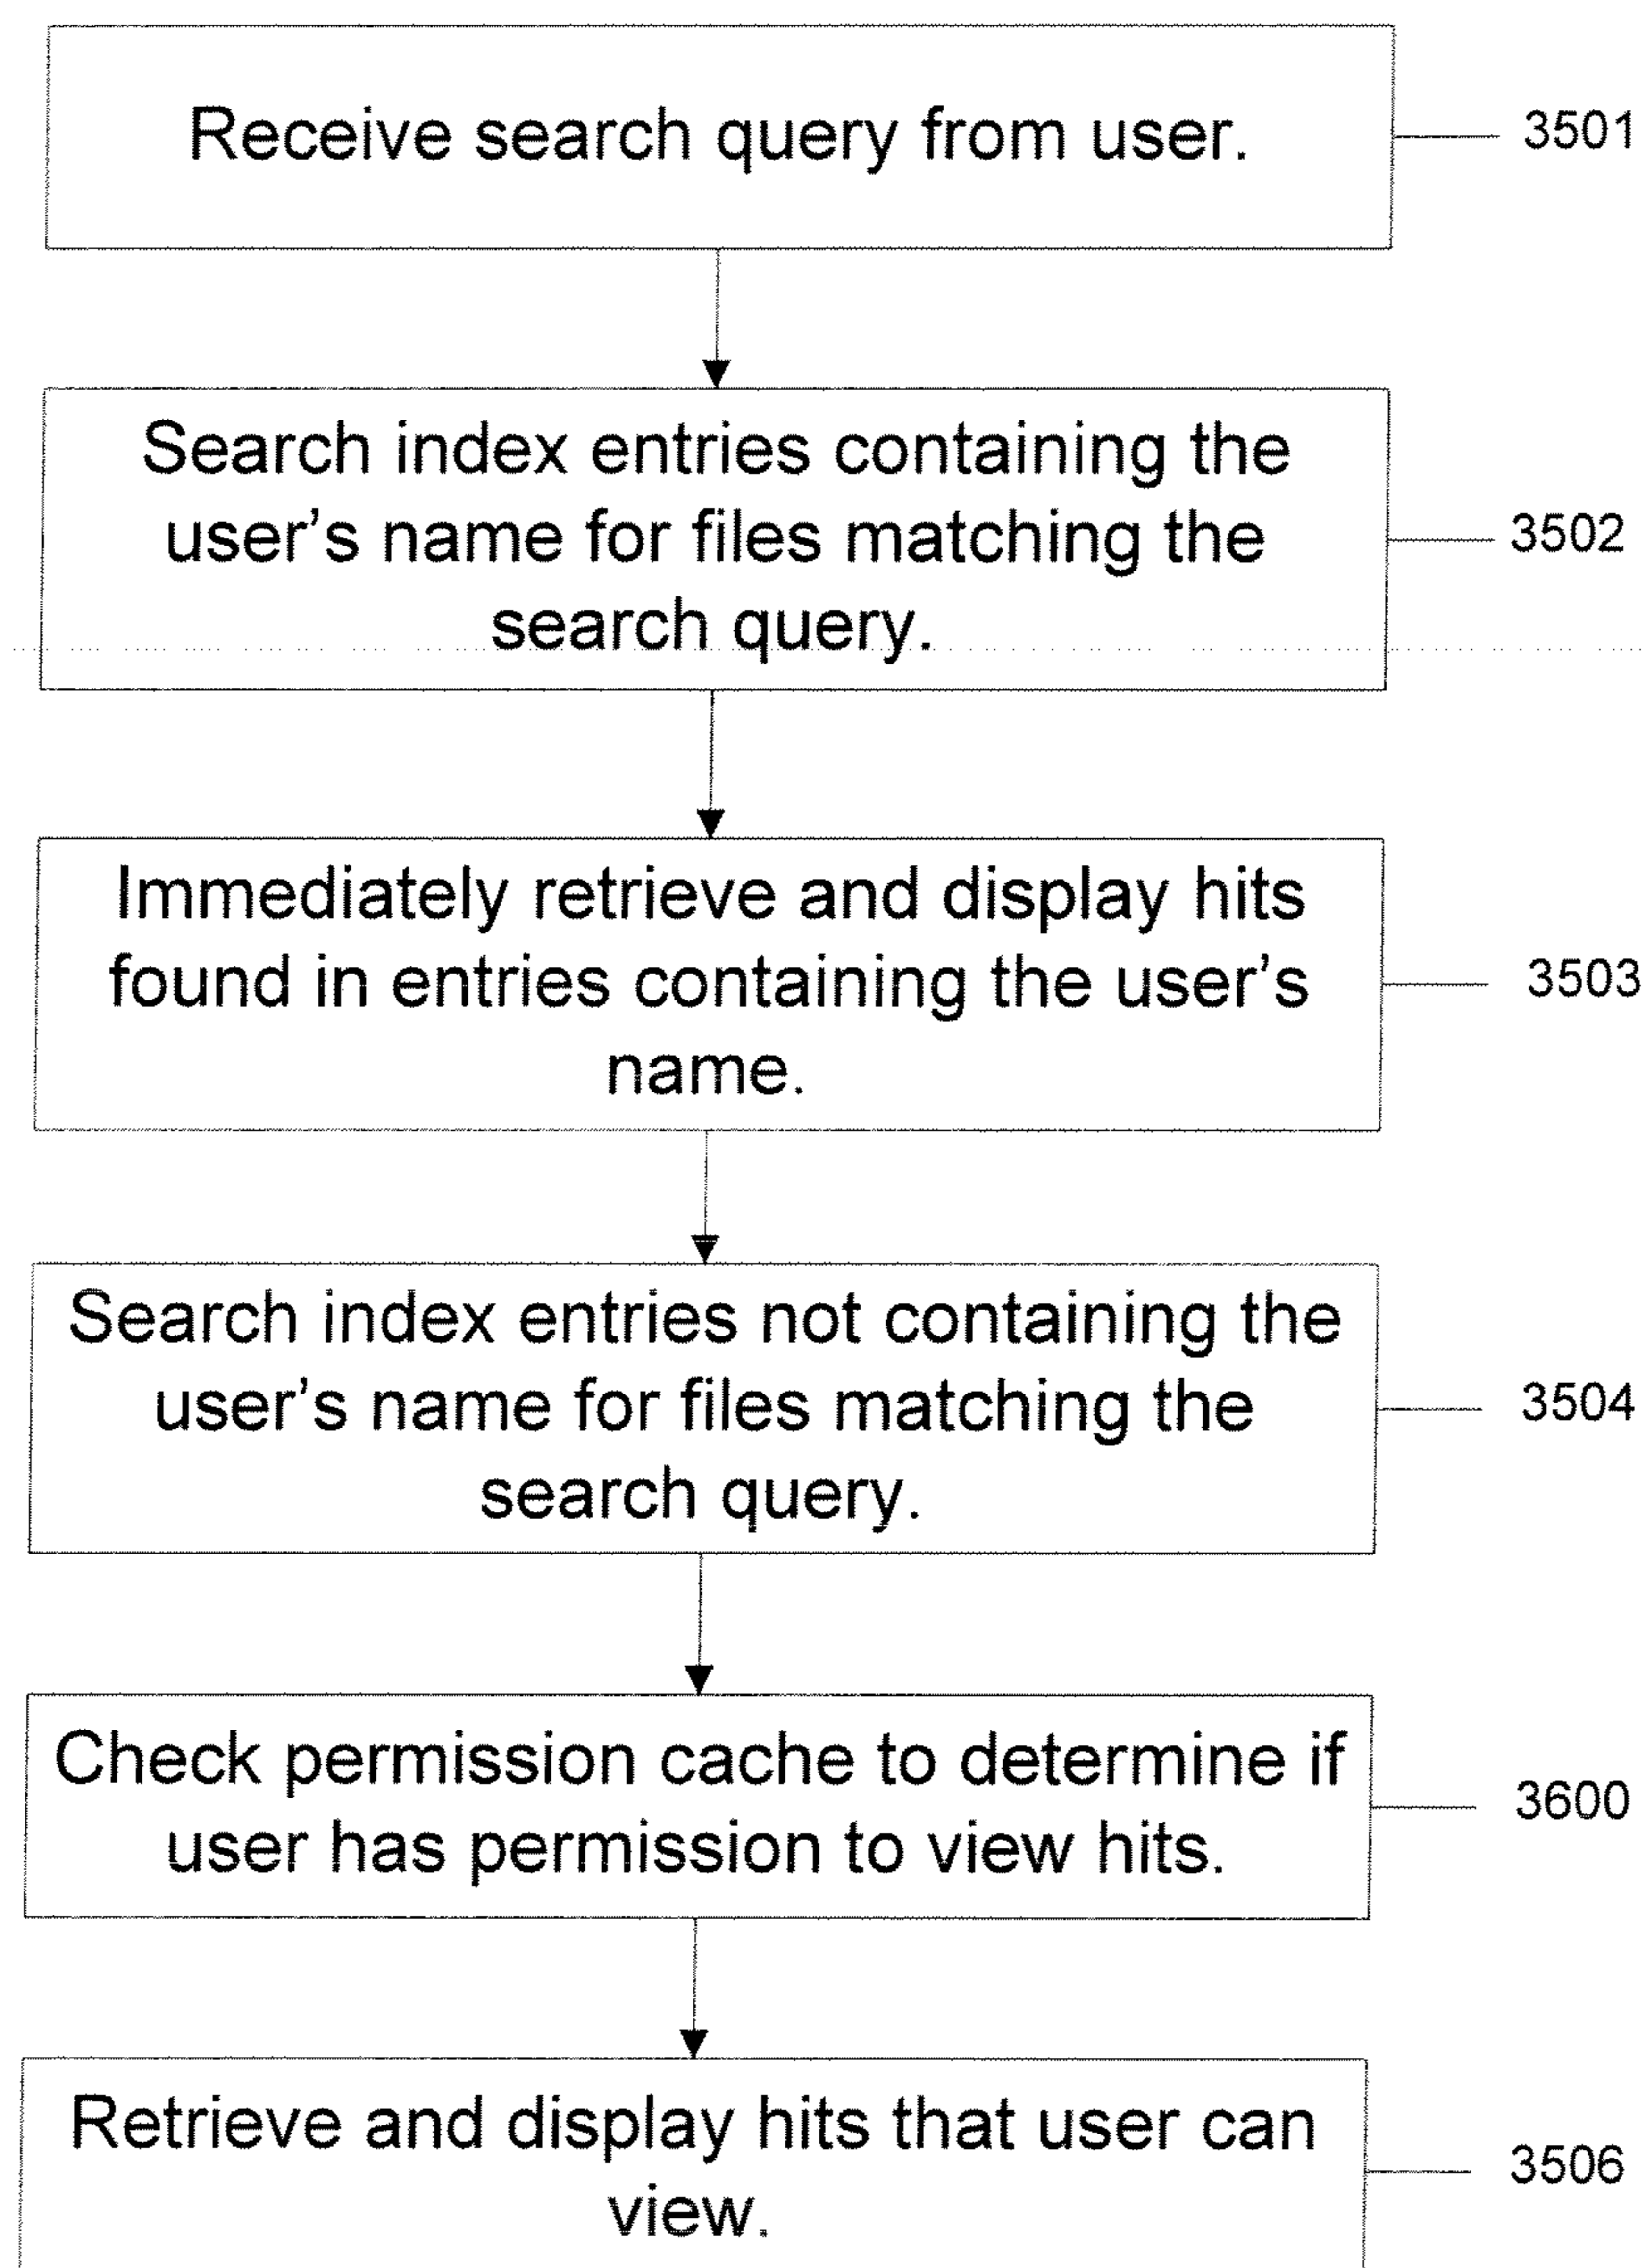 Receive search query from user.
3501
Search index entries containing the
user's name for files matching the
search query.
3502
Immediately retrieve and display hits
found in entries containing the user's
name.
3503
Search index entries not containing the
user's name for files matching the
search query.
3504
Check permission cache to determine if
user has permission to view hits.
3600
Retrieve and display hits that user can
view.
3506